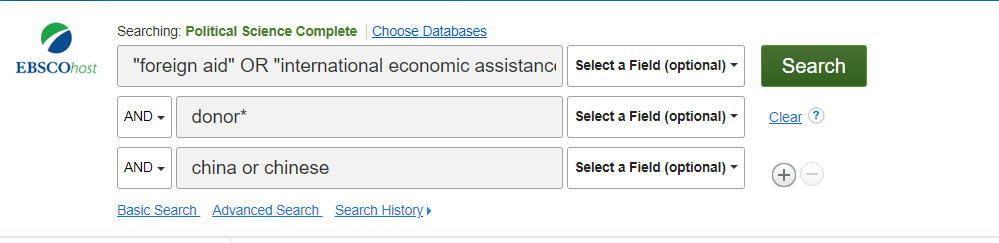 Searching: Political Science Complete Choose Databases
EBSCOhost
"foreign aid" OR "international economic assistance Select a Field (optional) Search
AND donor* Select a Field (optional) Clear ?
AND china or chinese Select a Field (optional)
Basic Search Advanced Search Search History